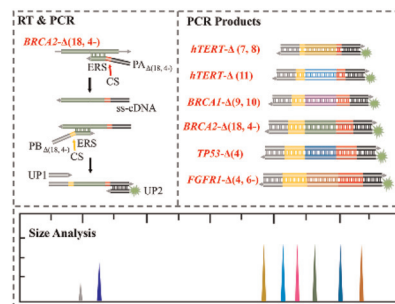 RT & PCR
BRCA2-Δ(18, 4-)
PAΔ(18, 4-)
ERS
CS
ss-cDNA
PBΔ(18, 4-)
ERS
CS
UP1
UP2
PCR Products
hTERT-Δ (7, 8)
hTERT-Δ (11)
BRCA1-Δ(9, 10)
BRCA2-Δ(18, 4-)
TP53-Δ(4)
FGFR1-Δ(4, 6-)
Size Analysis